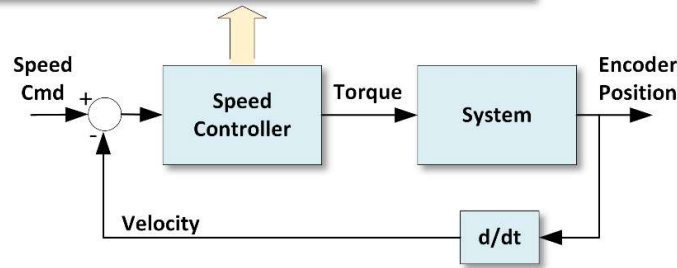 Speed
Cmd
+
-
Speed
Controller
Torque
System
Encoder
Position
Velocity
d/dt